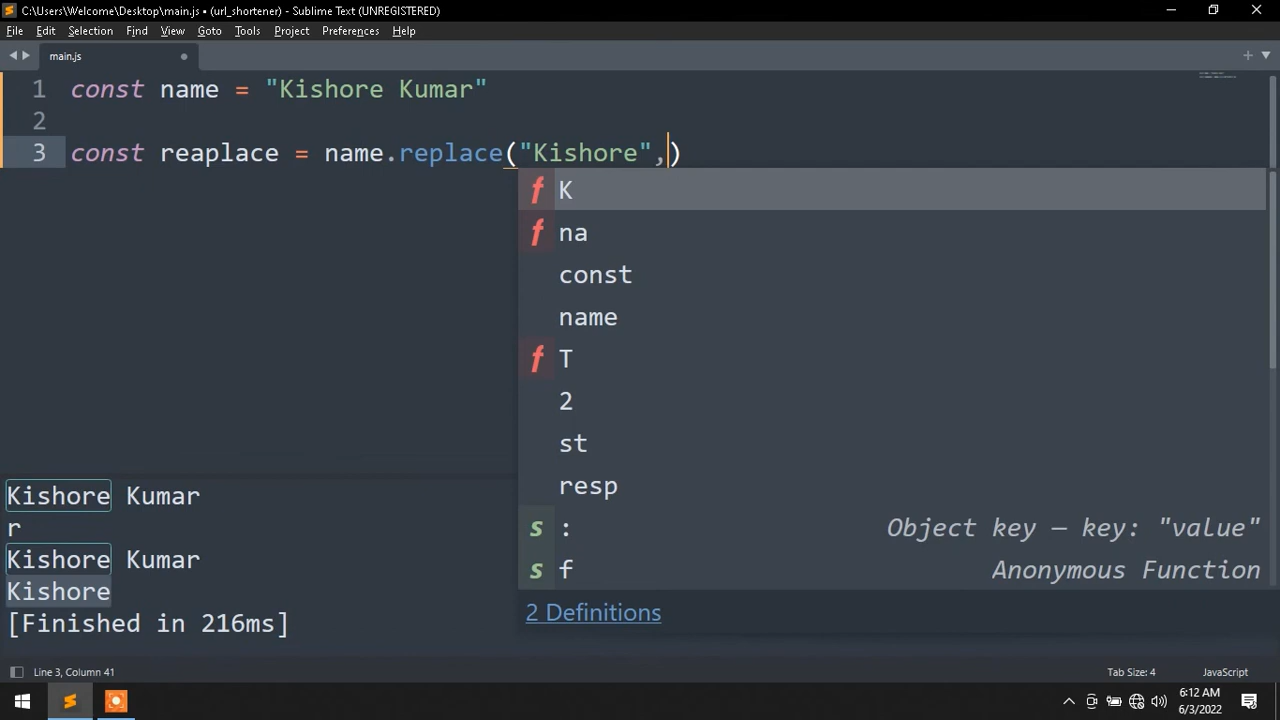 C:\Users\Welcome\Desktop\main.js • (url_shortener) - Sublime Text (UNREGISTERED)
File Edit Selection Find View Goto Tools Project Preferences Help
main.js
1 const name = "Kishore Kumar"
2
3 const reaplace = name.replace("Kishore",)
f K
f na
const
name
f T
2
st
resp
s : Object key — key: "value"
s f Anonymous Function
2 Definitions
Kishore Kumar
r
Kishore Kumar
Kishore
[Finished in 216ms]
Line 3, Column 41 Tab Size: 4 JavaScript
6:12 AM
6/3/2022